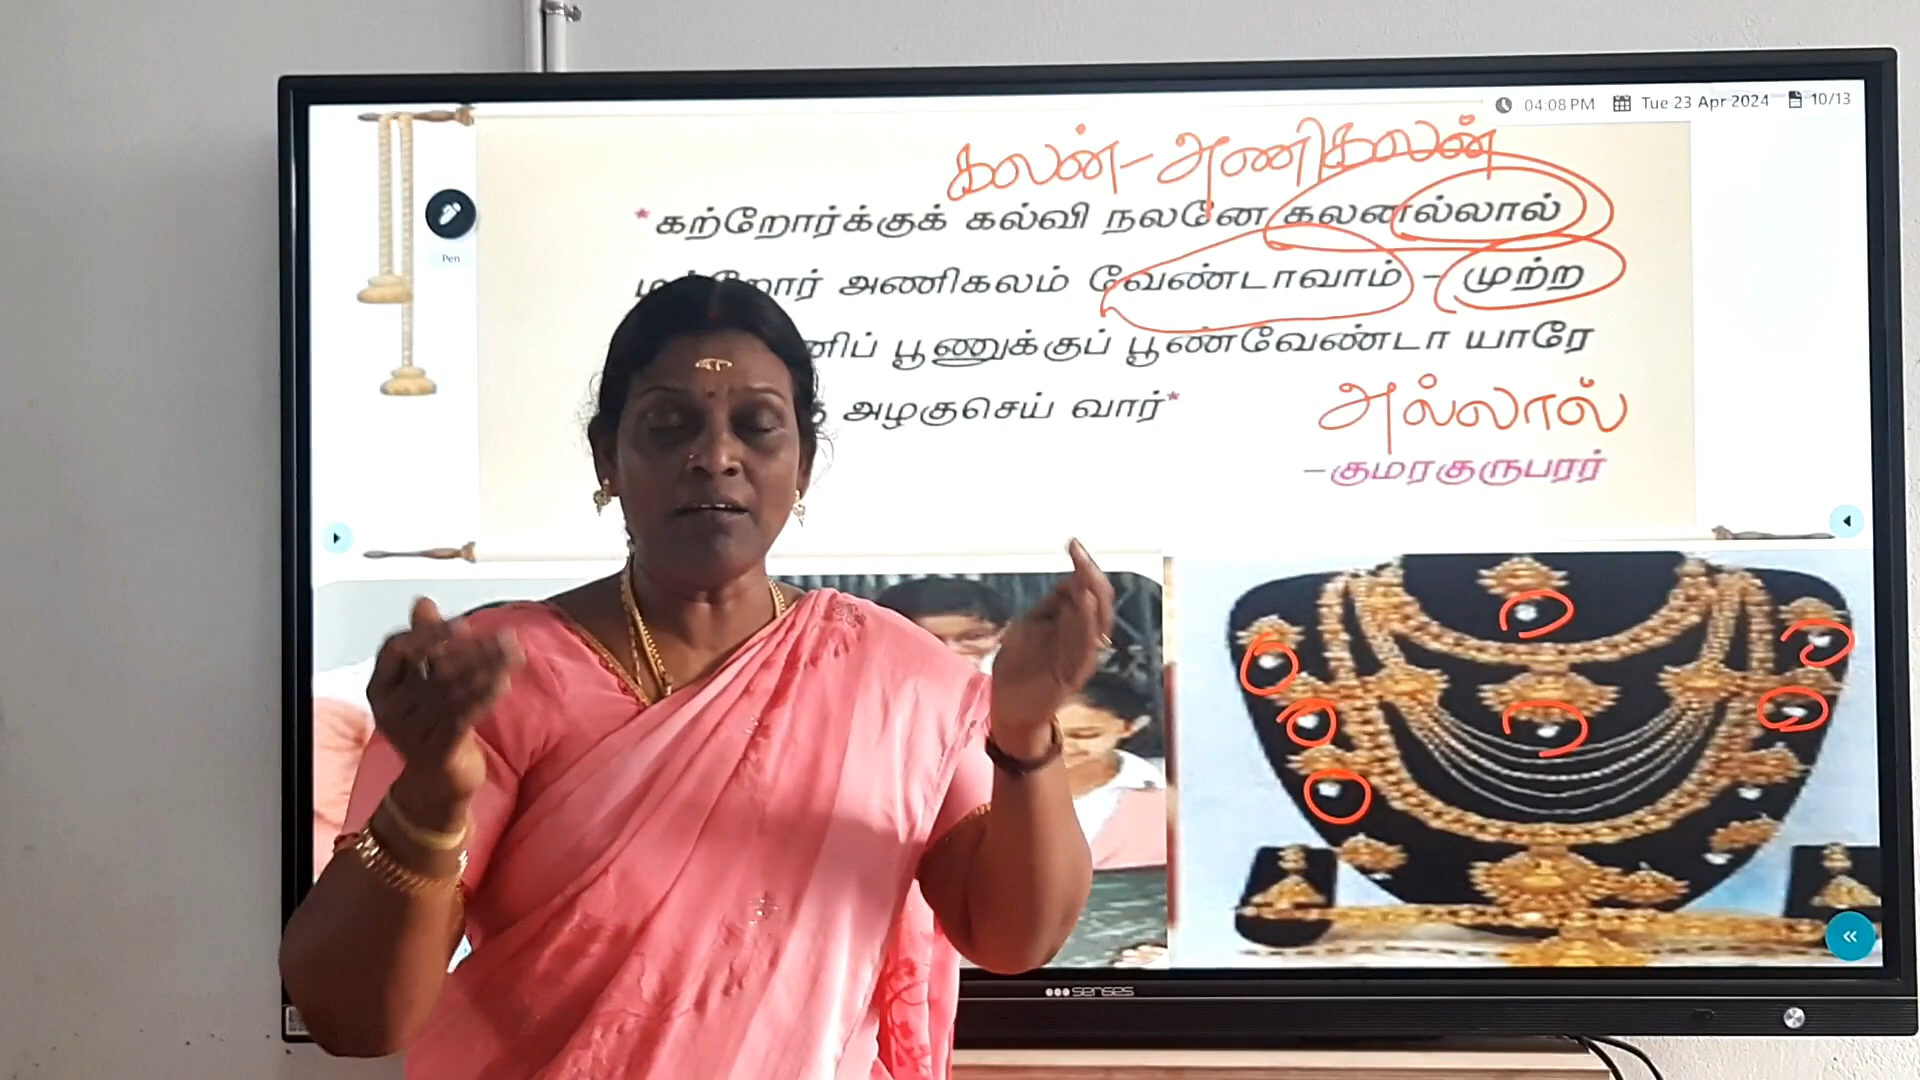 04:08 PM Tue 23 Apr 2024 10/13
கலன் - அணிகலன்
Pen
*கற்றோர்க்குக் கல்வி நலனே கலனல்லால்
அணிகலம் வேண்டாவாம் - முற்ற
பூணுக்குப் பூண்வேண்டா யாரே
அழகுசெய் வார்*
அல்லால்
-குமரகுருபரர்
senses